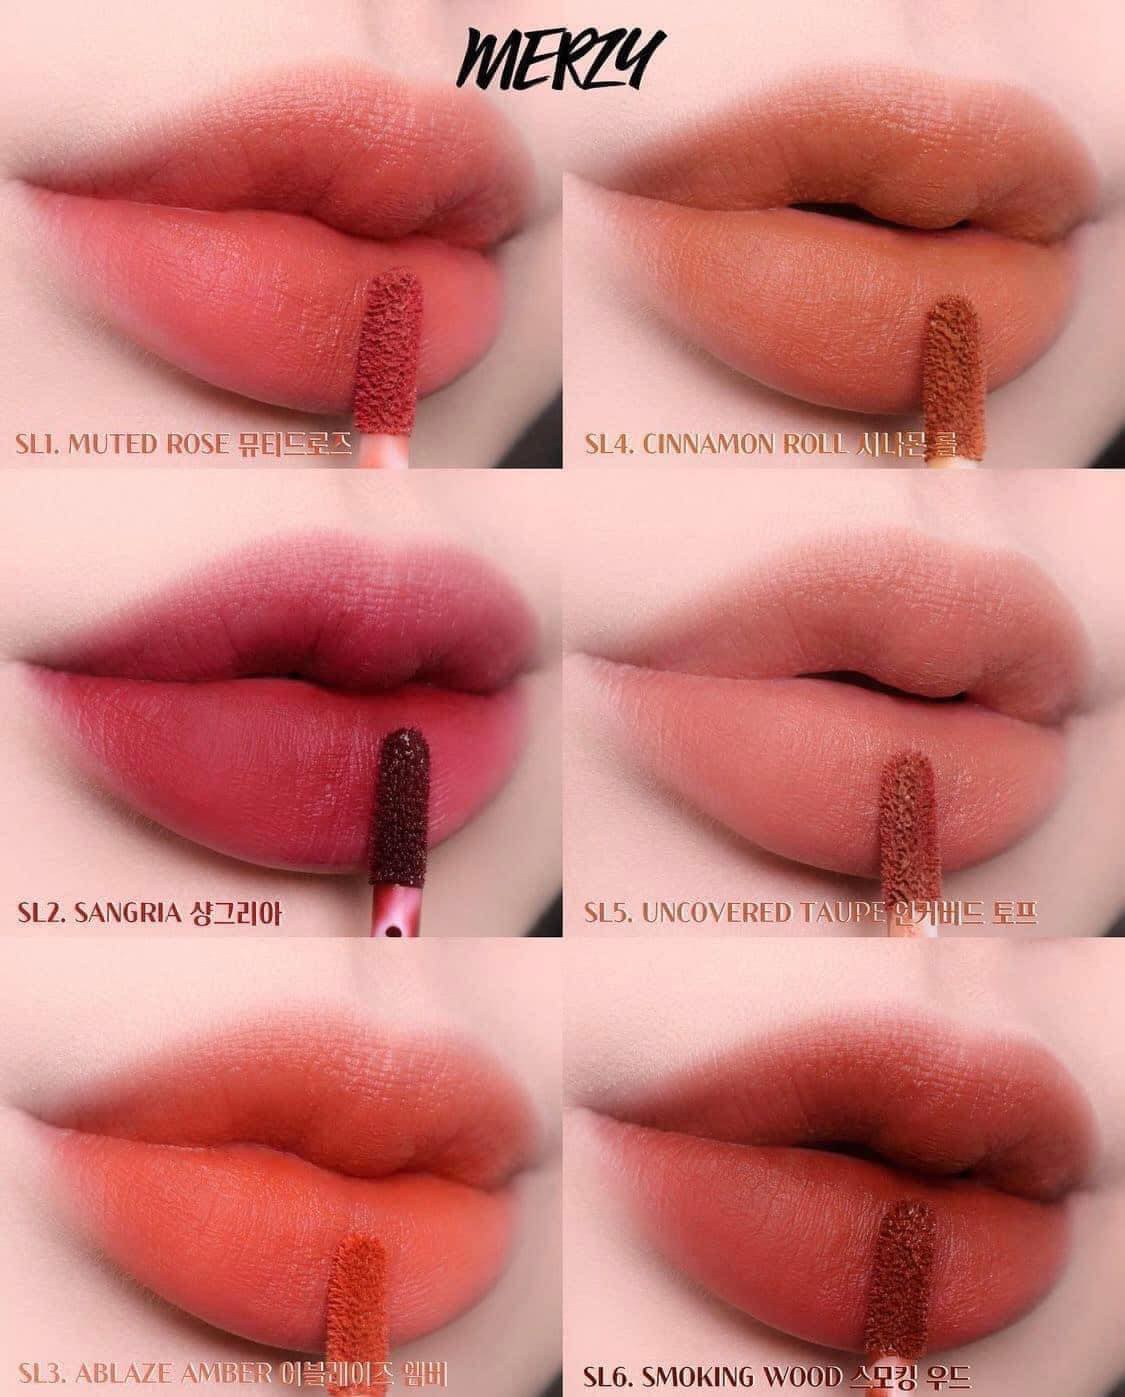 MERZY
SL1. MUTED ROSE 뮤티드로즈
SL4. CINNAMON ROLL 시나몬 롤
SL2. SANGRIA 샹그리아
SL5. UNCOVERED TAUPE 언커버드 토프
SL3. ABLAZE AMBER 어블레이즈 엠버
SL6. SMOKING WOOD 스모킹 우드